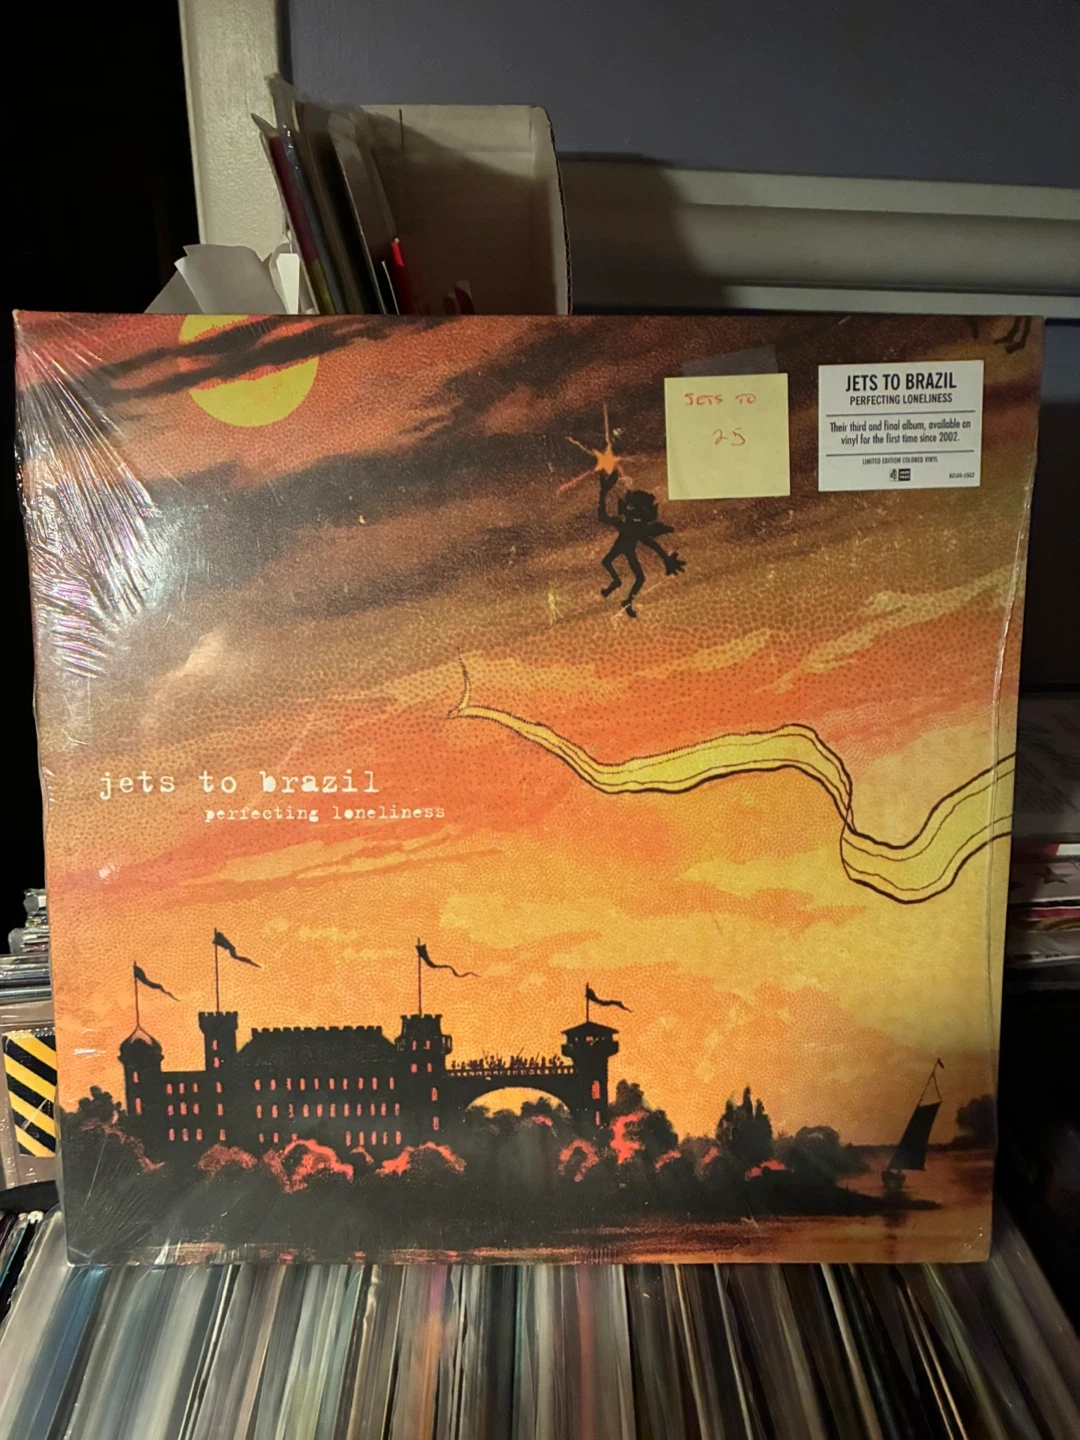 JETS TO
25
JETS TO BRAZIL
PERFECTING LONELINESS
Their third and final album, available on
vinyl for the first time since 2002.
LIMITED EDITION COLORED VINYL
jets to brazil
perfecting loneliness